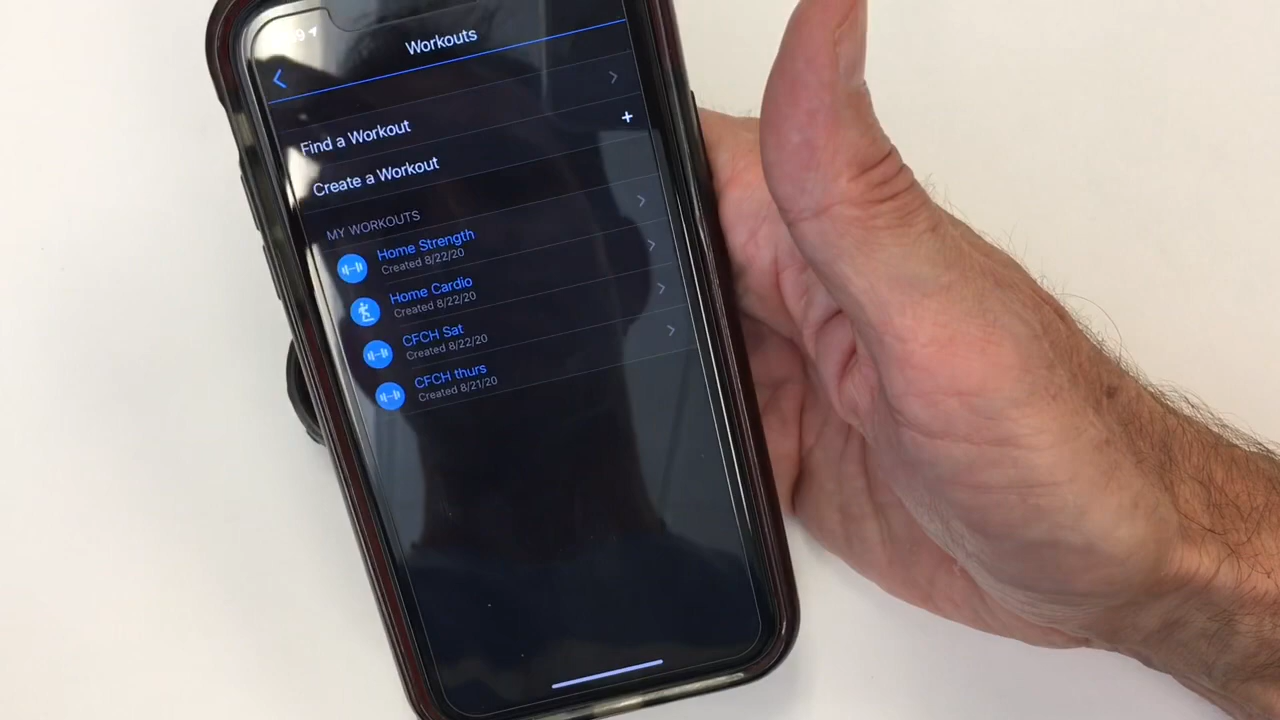 9
Workouts
Find a Workout
Create a Workout
MY WORKOUTS
Home Strength
Created 8/22/20
Home Cardio
Created 8/22/20
CFCH Sat
Created 8/22/20
CFCH thurs
Created 8/21/20